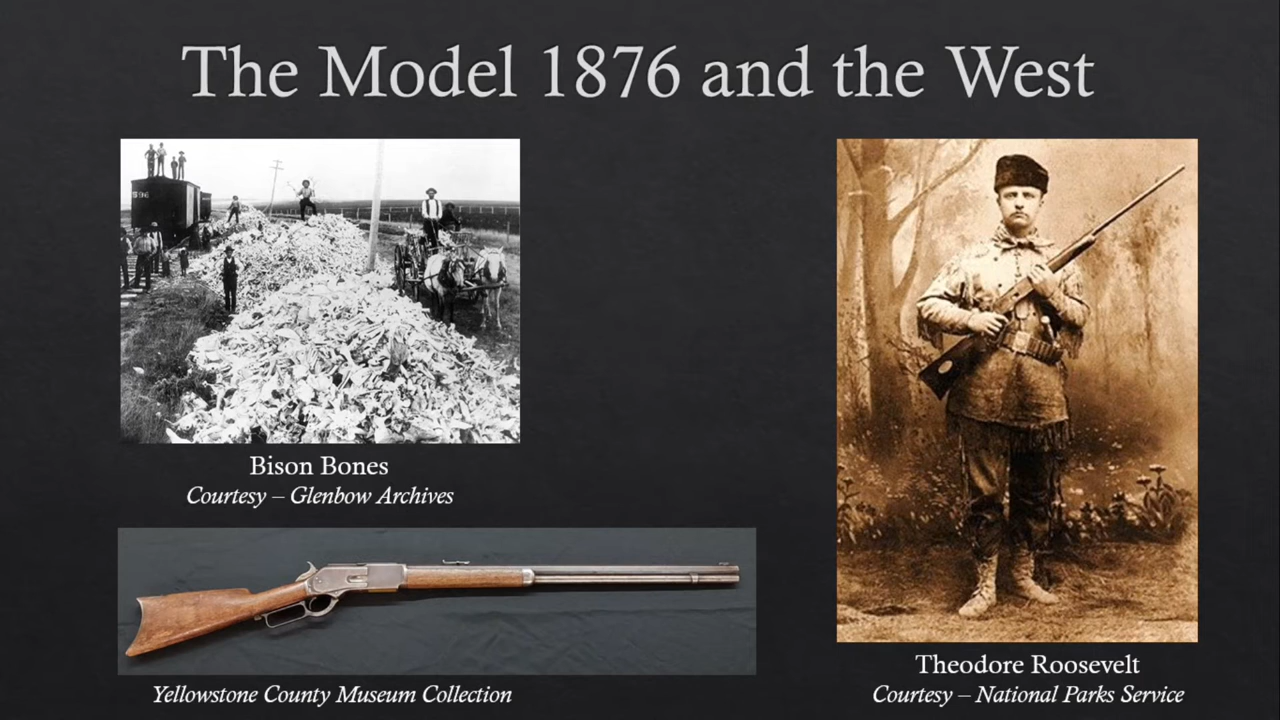 The Model 1876 and the West
Bison Bones
Courtesy – Glenbow Archives
Yellowstone County Museum Collection
Theodore Roosevelt
Courtesy – National Parks Service